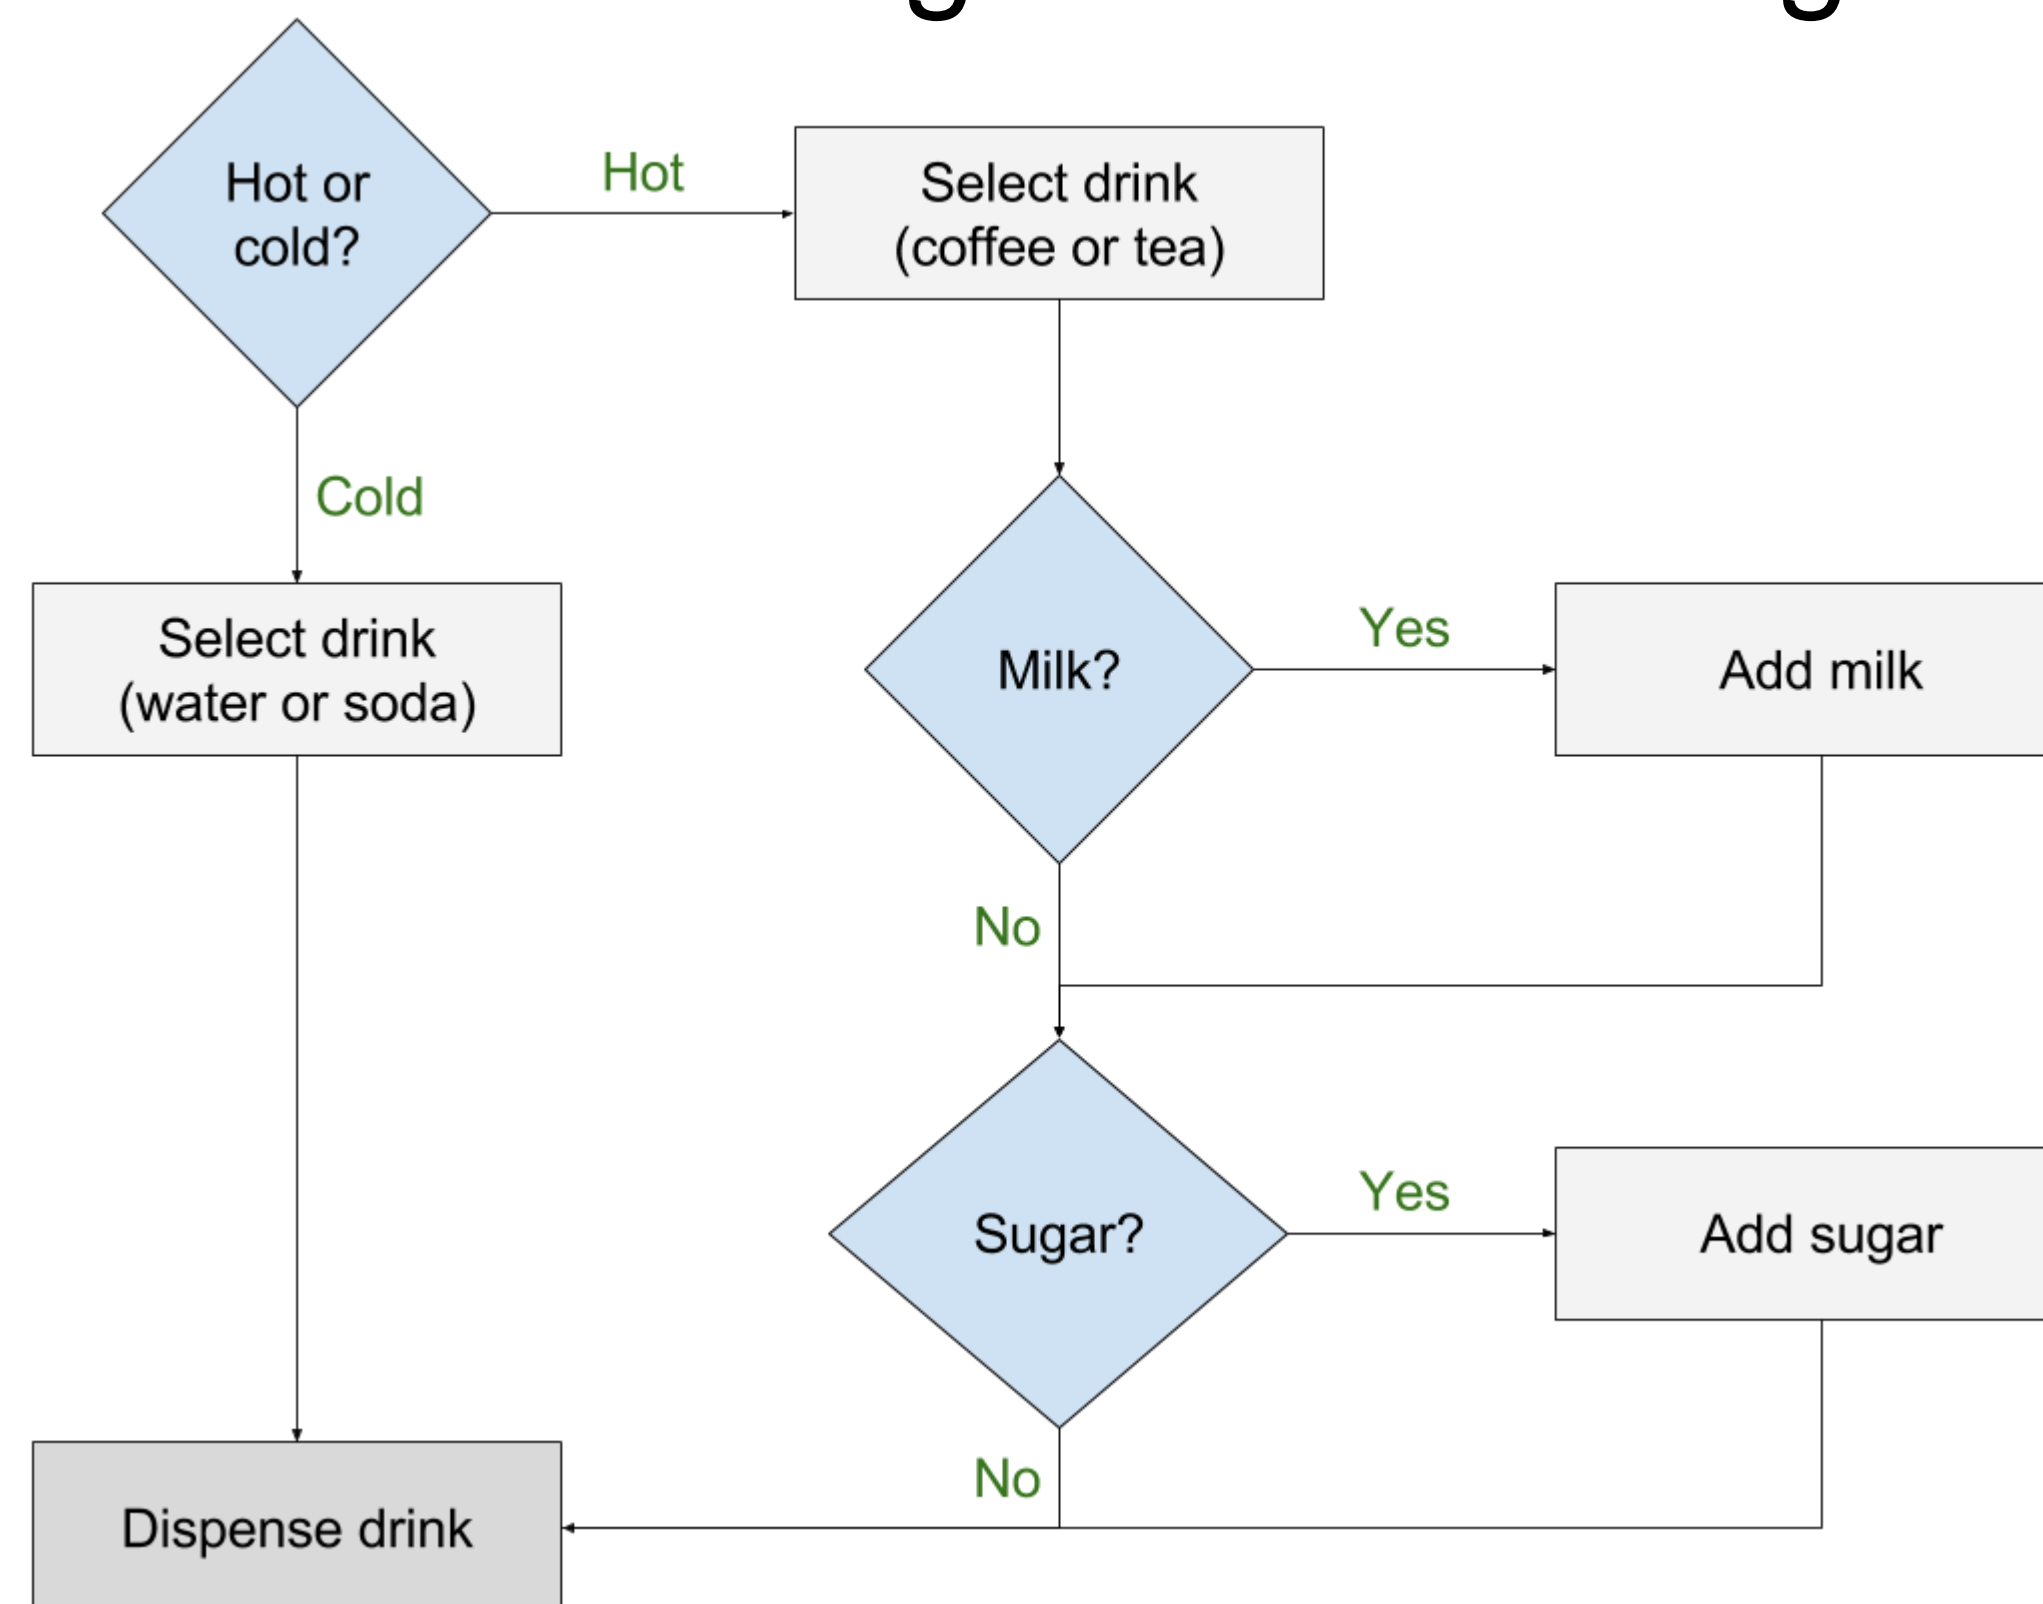 Hot or
cold?
Hot
Select drink
(coffee or tea)
Cold
Select drink
(water or soda)
Milk?
Yes
Add milk
No
Sugar?
Yes
Add sugar
No
Dispense drink